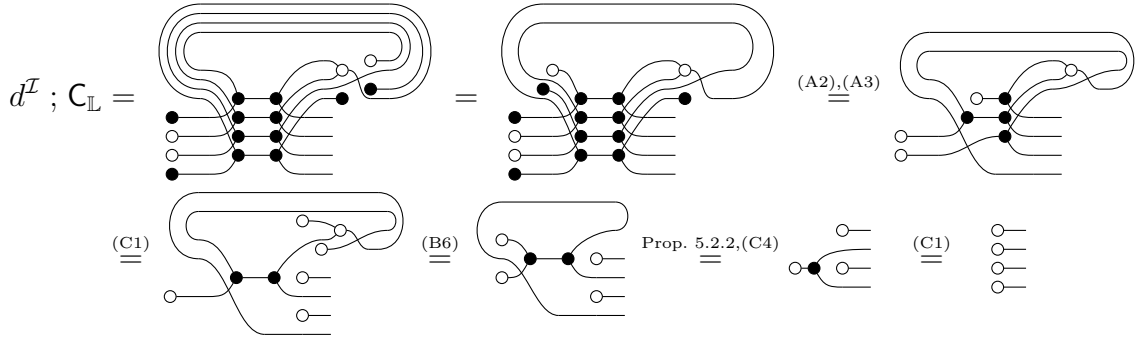 d^ℐ ; C_𝕃 = = (A2),(A3) =
(C1) = (B6) = Prop. 5.2.2,(C4) = (C1) =